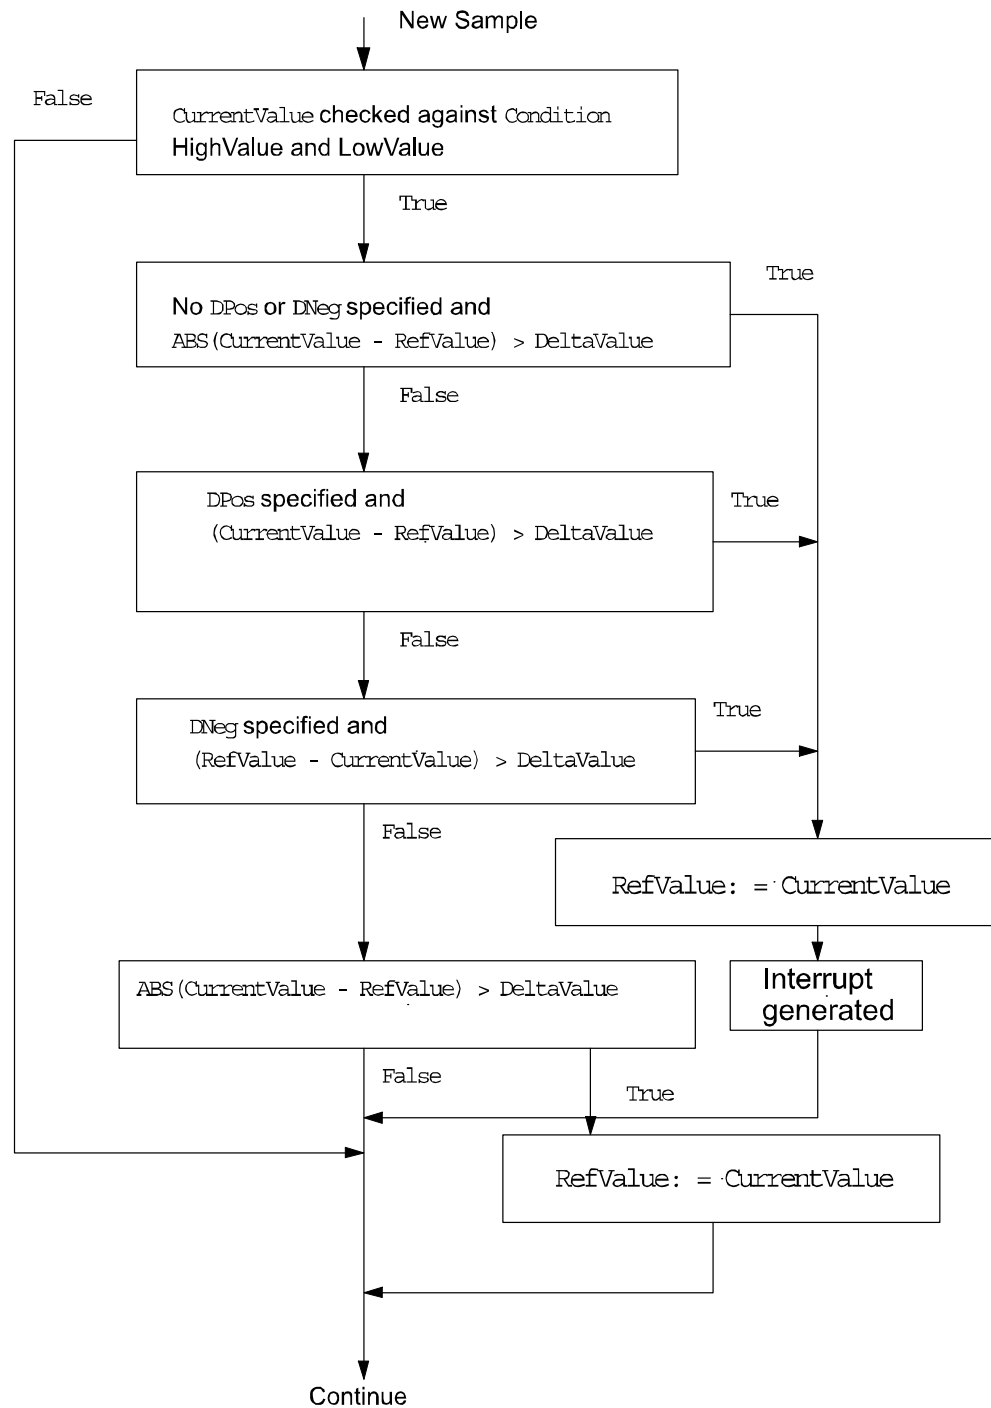 New Sample
False
CurrentValue checked against Condition
HighValue and LowValue
True
True
No DPos or DNeg specified and
ABS(CurrentValue - RefValue) > DeltaValue
False
DPos specified and
(CurrentValue - RefValue) > DeltaValue
True
False
DNeg specified and
(RefValue - CurrentValue) > DeltaValue
True
False
RefValue: = CurrentValue
ABS(CurrentValue - RefValue) > DeltaValue
Interrupt
generated
False
True
RefValue: = CurrentValue
Continue